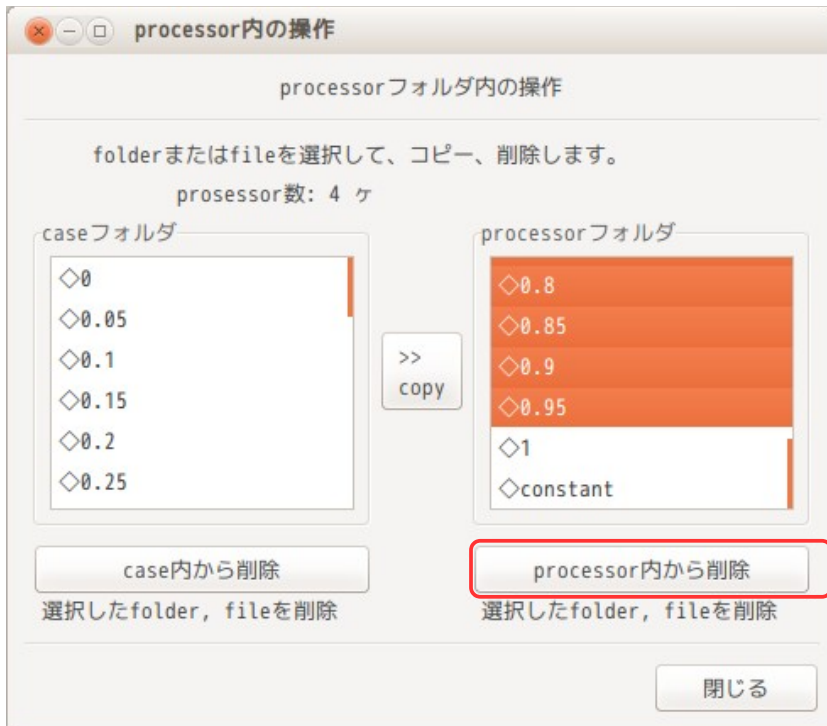 processor内の操作
processorフォルダ内の操作
folderまたはfileを選択して、コピー、削除します。
prosessor数: 4 ケ
caseフォルダ
◇0
◇0.05
◇0.1
◇0.15
◇0.2
◇0.25
>>
copy
processorフォルダ
◇0.8
◇0.85
◇0.9
◇0.95
◇1
◇constant
case内から削除
選択したfolder, fileを削除
processor内から削除
選択したfolder, fileを削除
閉じる